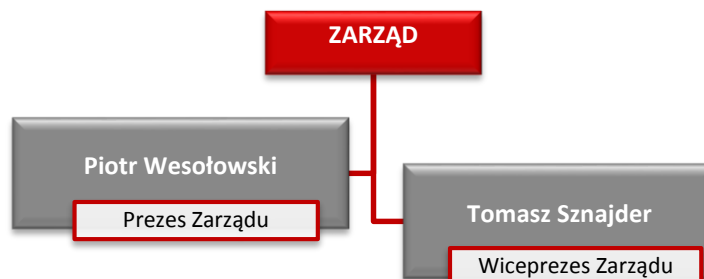 ZARZĄD
Piotr Wesołowski
Prezes Zarządu
Tomasz Sznajder
Wiceprezes Zarządu